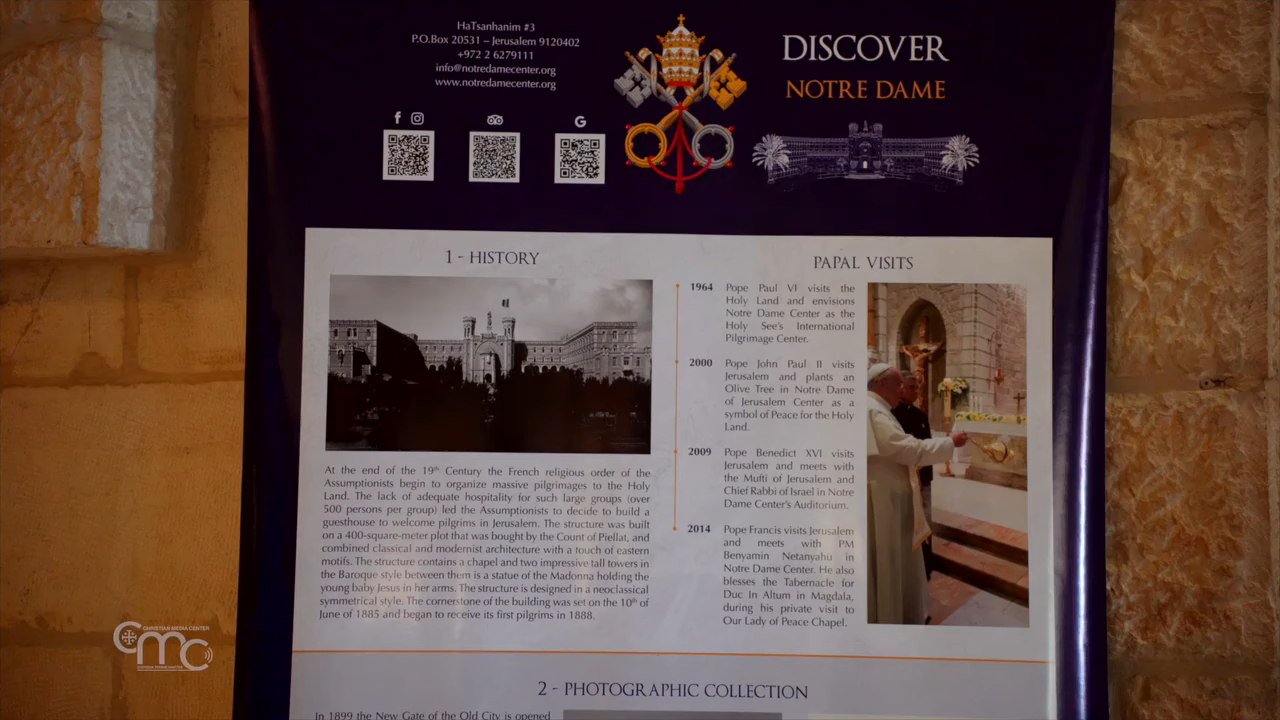 HaTsanhanim #3
P.O.Box 20531 – Jerusalem 9120402
+972 2 6279111
info@notredamecenter.org
www.notredamecenter.org
DISCOVER
NOTRE DAME
1 - HISTORY
At the end of the 19th Century the French religious order of the
Assumptionists begin to organize massive pilgrimages to the Holy
Land. The lack of adequate hospitality for such large groups (over
500 persons per group) led the Assumptionists to decide to build a
guesthouse to welcome pilgrims in Jerusalem. The structure was built
on a 400-square-meter plot that was bought by the Count of Piellat, and
combined classical and modernist architecture with a touch of eastern
motifs. The structure contains a chapel and two impressive tall towers in
the Baroque style between them is a statue of the Madonna holding the
young baby Jesus in her arms. The structure is designed in a neoclassical
symmetrical style. The cornerstone of the building was set on the 10th of
June of 1885 and began to receive its first pilgrims in 1888.
PAPAL VISITS
1964 Pope Paul VI visits the
Holy Land and envisions
Notre Dame Center as the
Holy See's International
Pilgrimage Center.
2000 Pope John Paul II visits
Jerusalem and plants an
Olive Tree in Notre Dame
of Jerusalem Center as a
symbol of Peace for the Holy
Land.
2009 Pope Benedict XVI visits
Jerusalem and meets with
the Mufti of Jerusalem and
Chief Rabbi of Israel in Notre
Dame Center's Auditorium.
2014 Pope Francis visits Jerusalem
and meets with PM
Benyamin Netanyahu in
Notre Dame Center. He also
blesses the Tabernacle for
Duc In Altum in Magdala,
during his private visit to
Our Lady of Peace Chapel.
2 - PHOTOGRAPHIC COLLECTION
In 1899 the New Gate of the Old City is opened
CMC
CHRISTIAN MEDIA CENTER